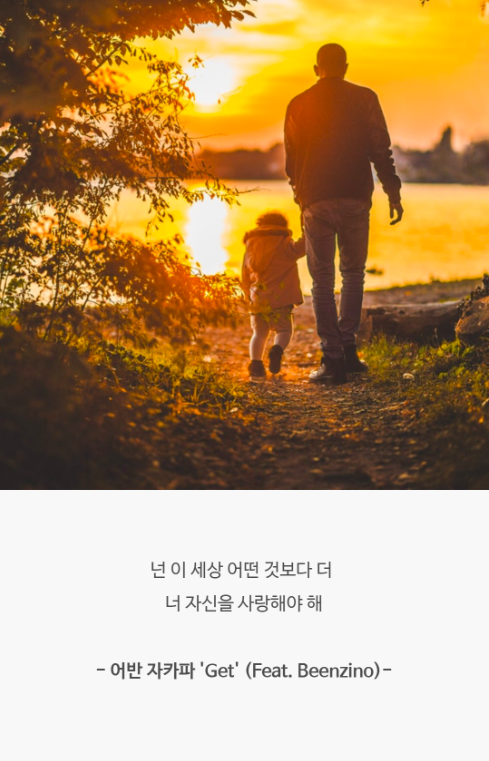 넌 이 세상 어떤 것보다 더
너 자신을 사랑해야 해
- 어반 자카파 'Get' (Feat. Beenzino)-